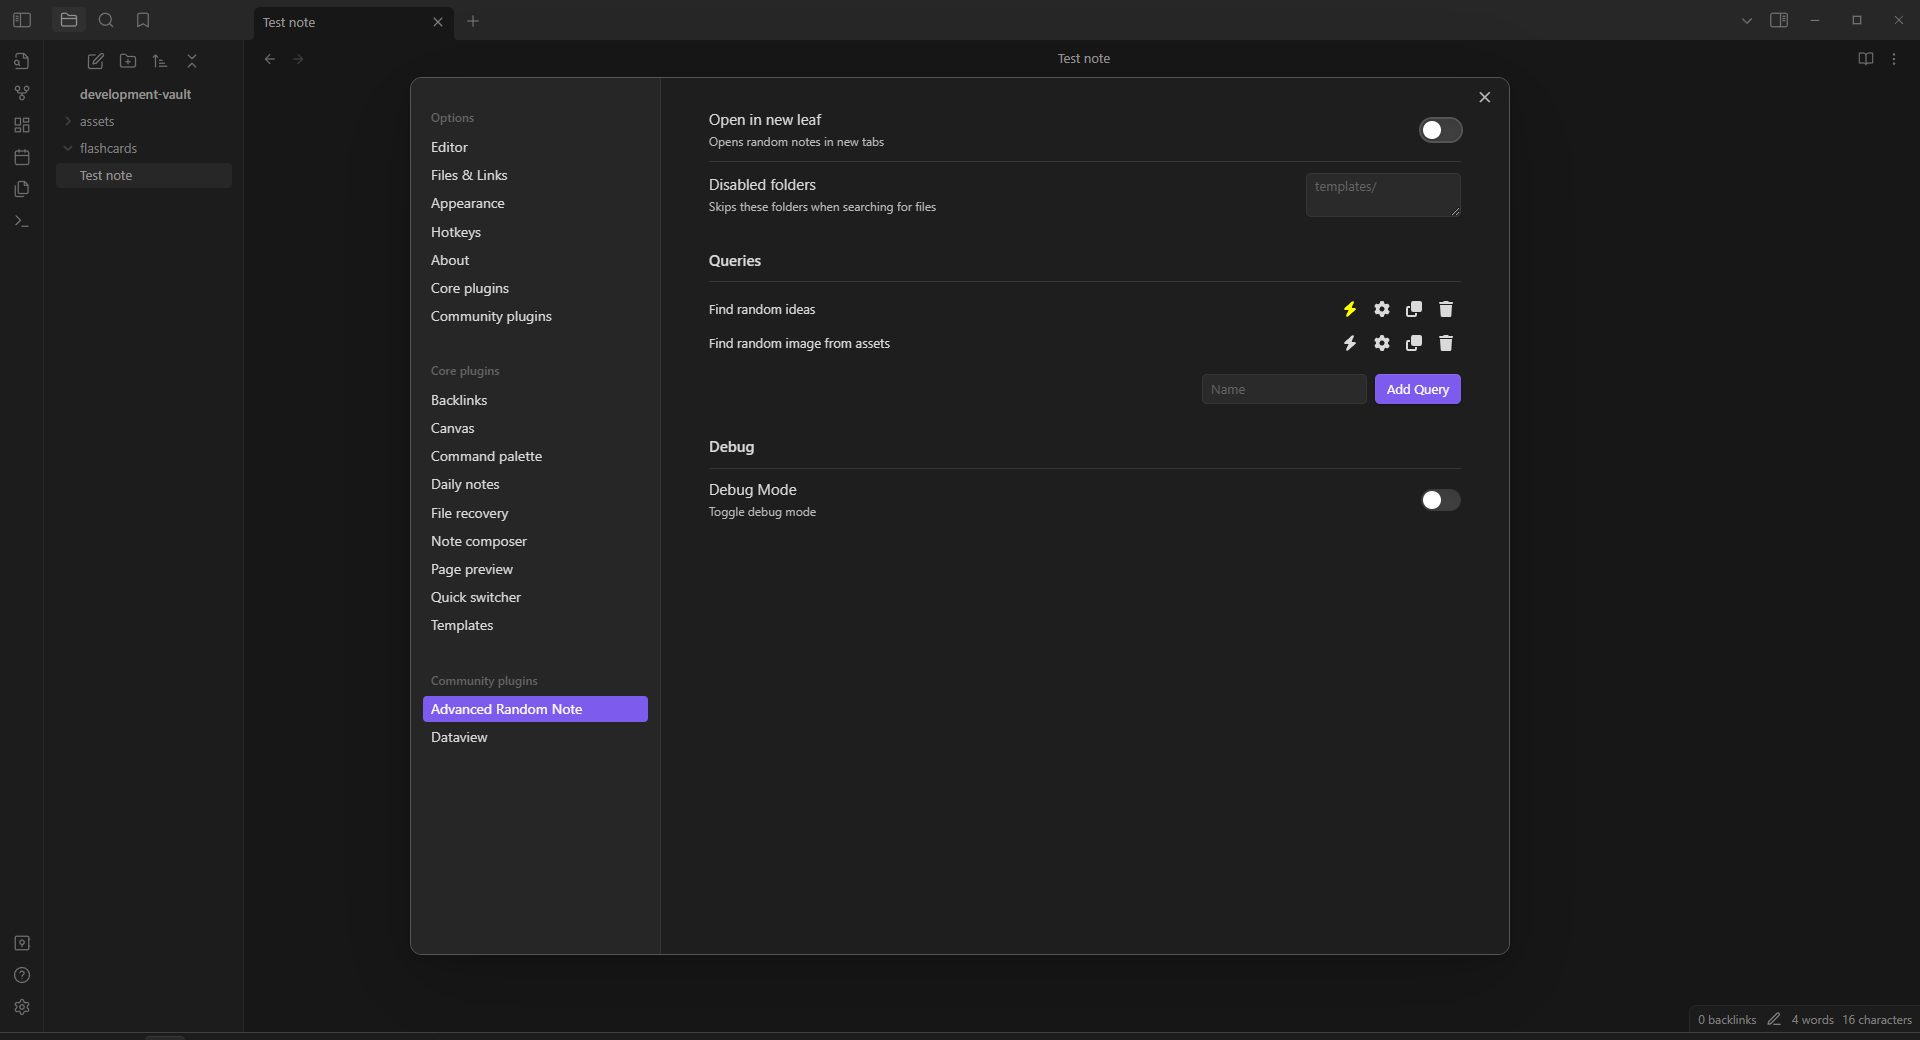 Test note
Test note
development-vault
assets
flashcards
Test note
Options
Editor
Files & Links
Appearance
Hotkeys
About
Core plugins
Community plugins
Core plugins
Backlinks
Canvas
Command palette
Daily notes
File recovery
Note composer
Page preview
Quick switcher
Templates
Community plugins
Advanced Random Note
Dataview
Open in new leaf
Opens random notes in new tabs
Disabled folders
Skips these folders when searching for files
templates/
Queries
Find random ideas
Find random image from assets
Name
Add Query
Debug
Debug Mode
Toggle debug mode
0 backlinks 4 words 16 characters